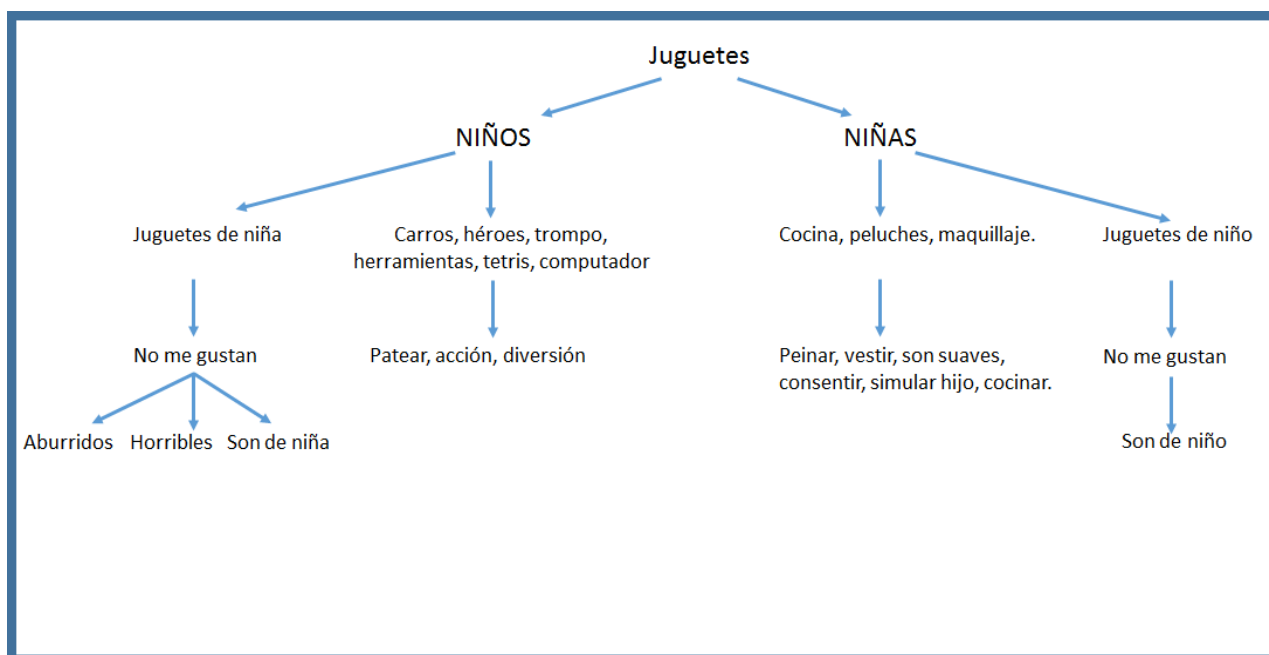 Juguetes
NIÑOS
NIÑAS
Juguetes de niña
Carros, héroes, trompo,
herramientas, tetris, computador
Cocina, peluches, maquillaje.
Juguetes de niño
No me gustan
Patear, acción, diversión
Peinar, vestir, son suaves,
consentir, simular hijo, cocinar.
No me gustan
Aburridos
Horribles
Son de niña
Son de niño